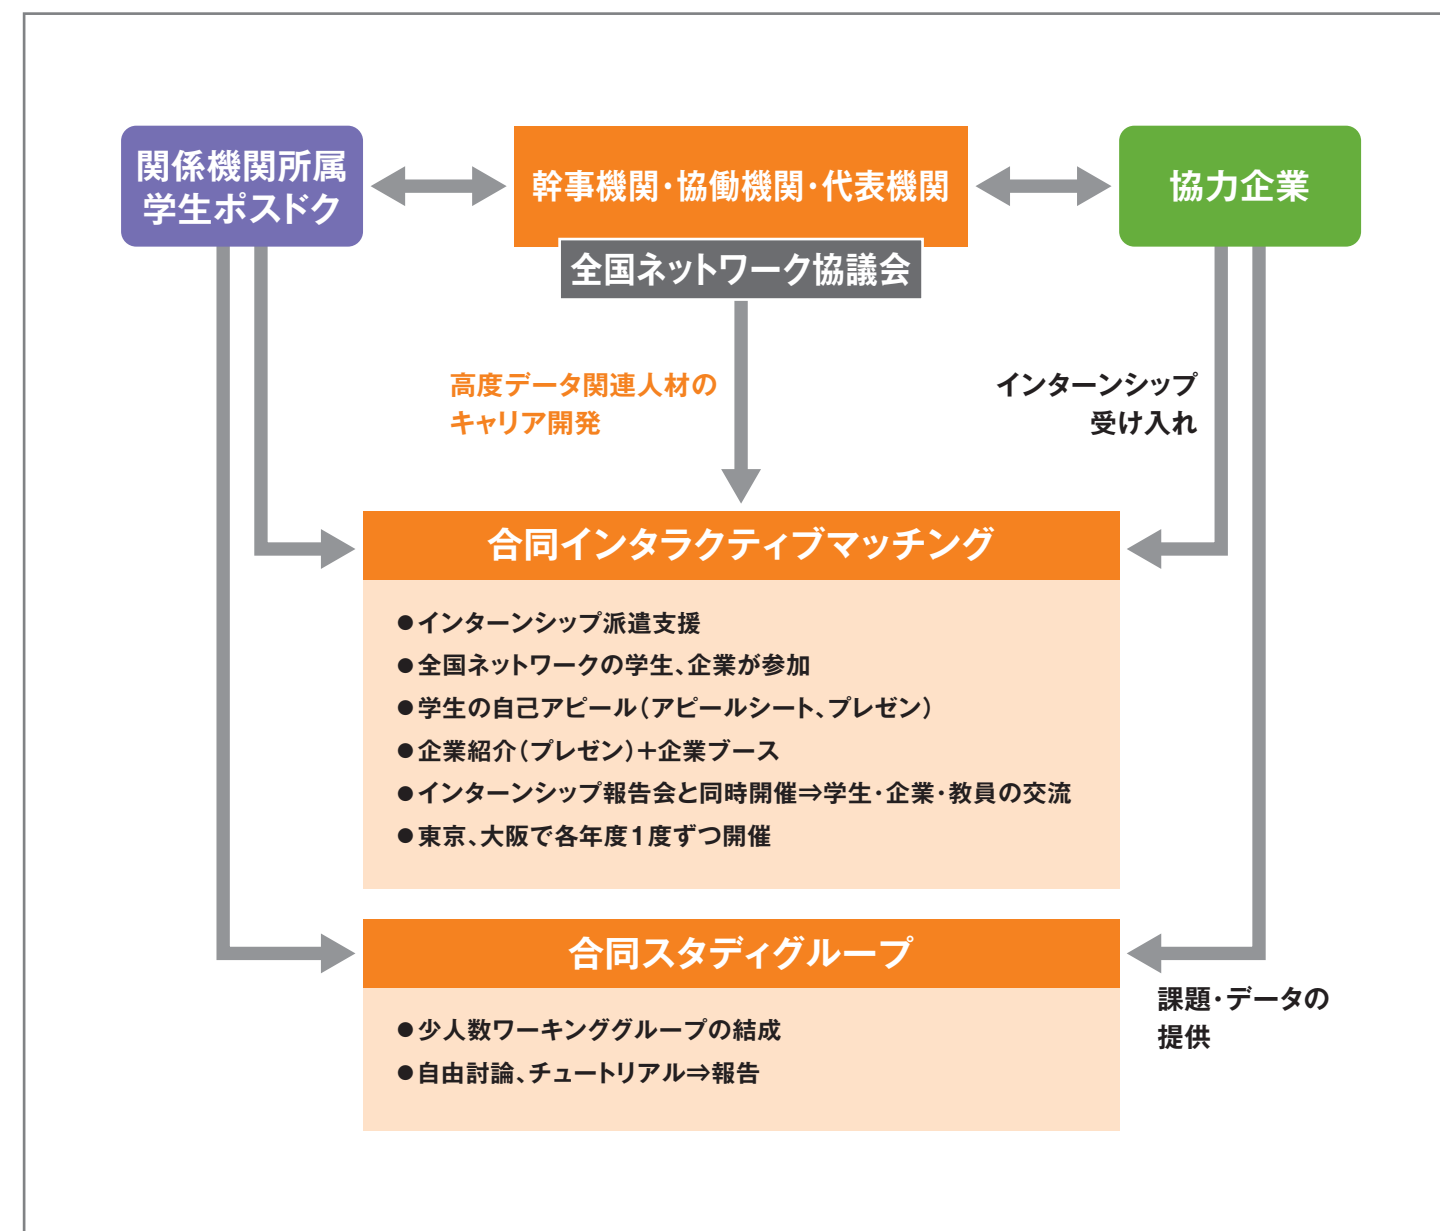 関係機関所属
学生ポスドク
幹事機関・協働機関・代表機関
協力企業
全国ネットワーク協議会
高度データ関連人材の
キャリア開発
インターンシップ
受け入れ
合同インタラクティブマッチング
●インターンシップ派遣支援
●全国ネットワークの学生、企業が参加
●学生の自己アピール（アピールシート、プレゼン）
●企業紹介（プレゼン）＋企業ブース
●インターンシップ報告会と同時開催⇒学生・企業・教員の交流
●東京、大阪で各年度1度ずつ開催
合同スタディグループ
●少人数ワーキンググループの結成
●自由討論、チュートリアル⇒報告
課題・データの
提供